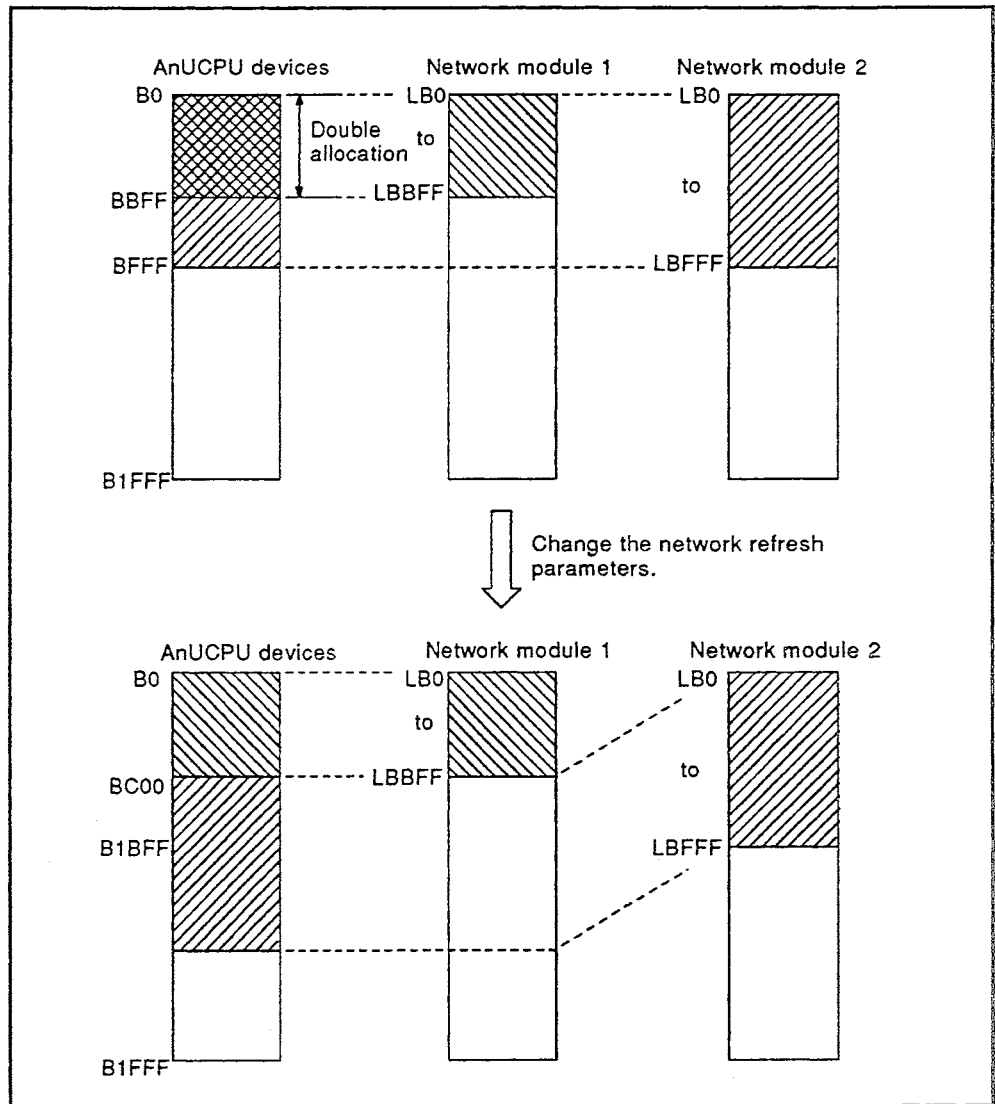 AnUCPU devices
Network module 1
Network module 2
B0
LB0
LB0
Double
allocation
to
to
BBFF
LBBFF
BFFF
LBFFF
B1FFF
Change the network refresh
parameters.
AnUCPU devices
Network module 1
Network module 2
B0
LB0
LB0
to
to
BC00
LBBFF
B1BFF
LBFFF
B1FFF